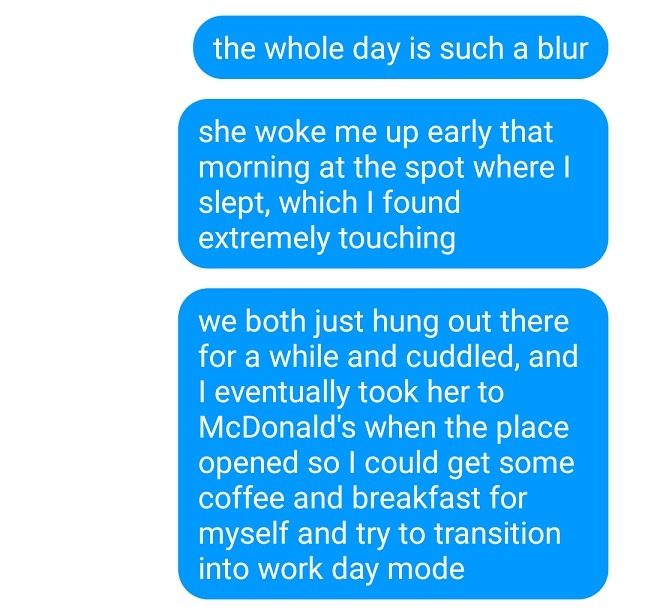 the whole day is such a blur
she woke me up early that
morning at the spot where I
slept, which I found
extremely touching
we both just hung out there
for a while and cuddled, and
I eventually took her to
McDonald's when the place
opened so I could get some
coffee and breakfast for
myself and try to transition
into work day mode